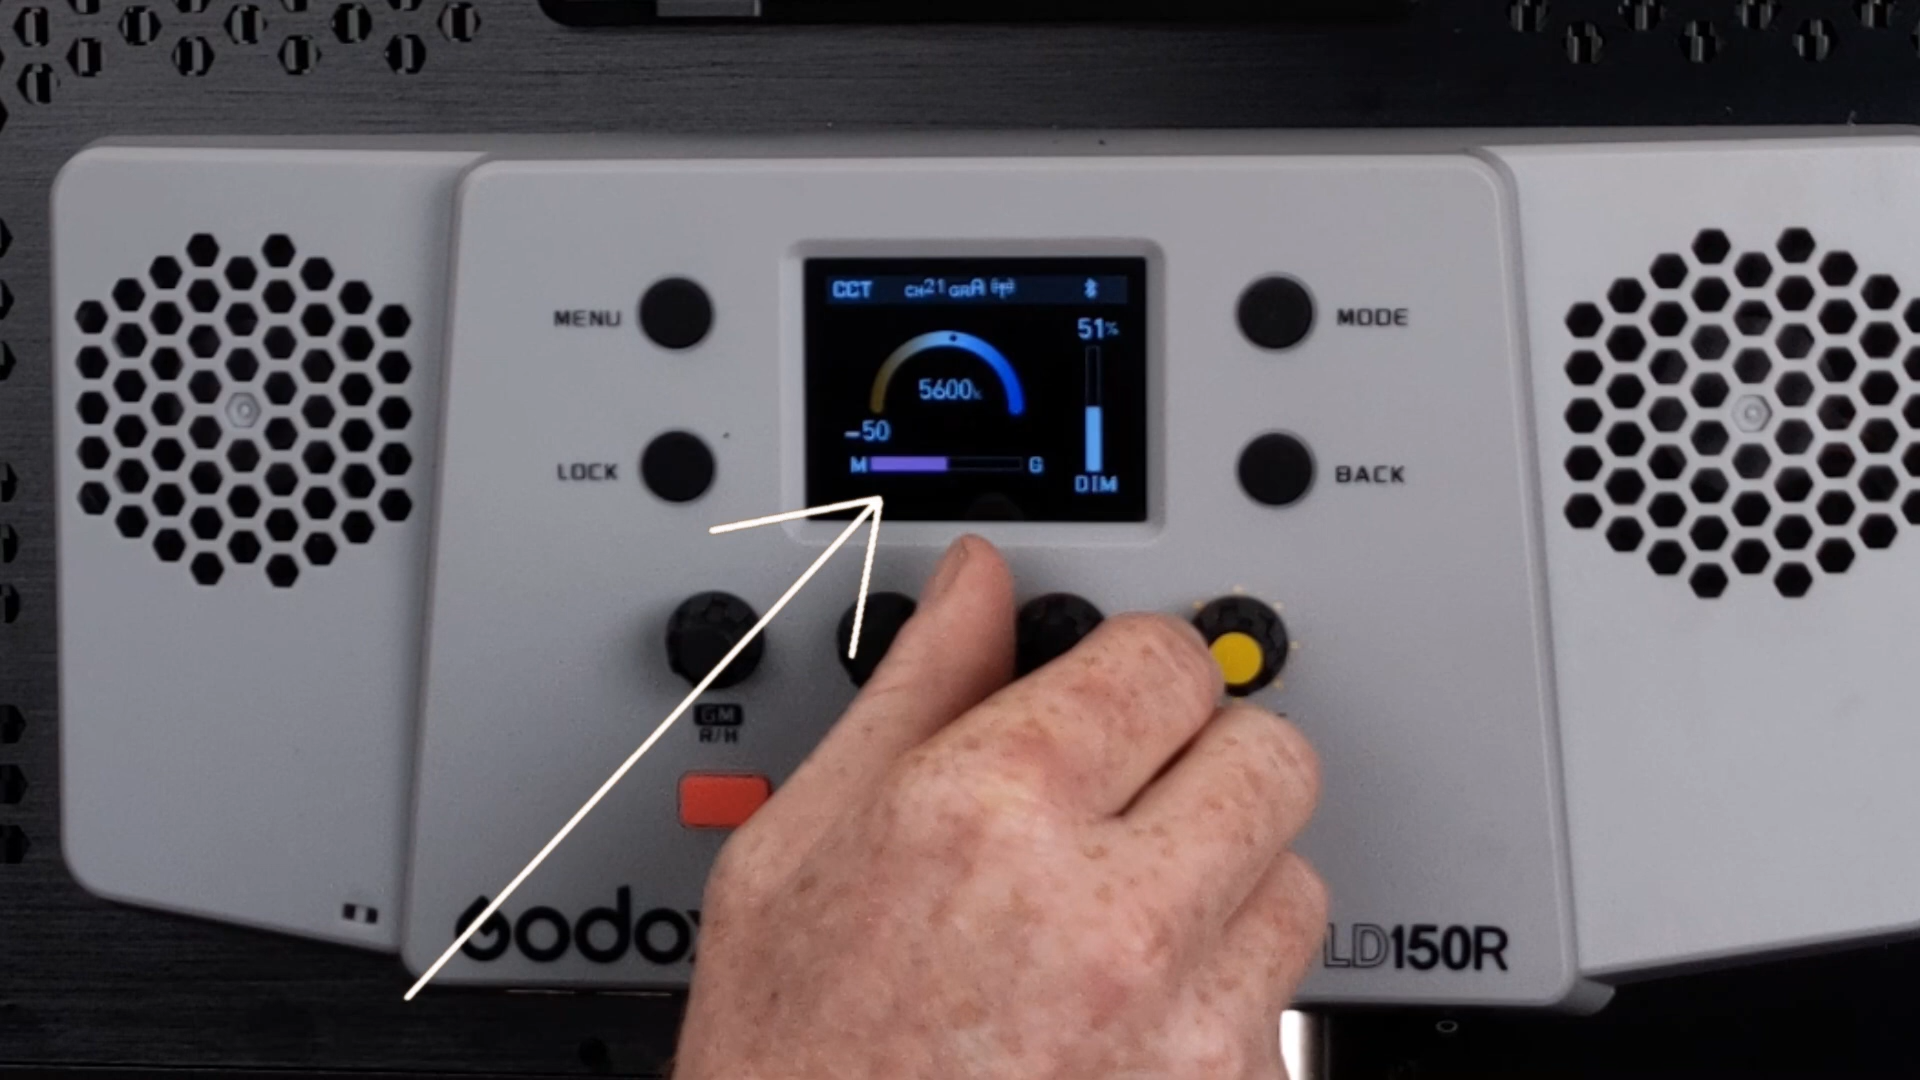 CCT CH21 GRA
51%
MENU
MODE
5600K
-50
M G
LOCK
BACK
DIM
GM
R/H
Godox
LD150R